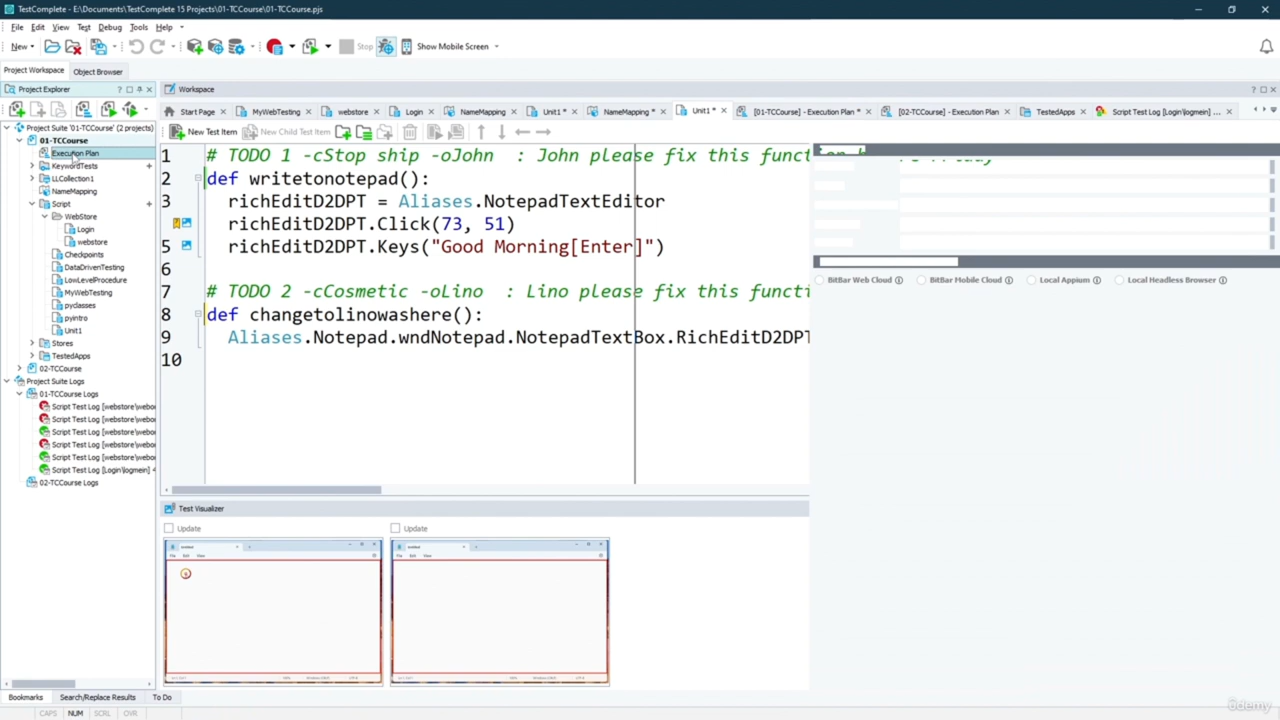 TestComplete - E:\Documents\TestComplete 15 Projects\01-TCCourse\01-TCCourse.pjs
File Edit View Test Debug Tools Help
New Stop Show Mobile Screen
Project Workspace Object Browser
Project Explorer
Workspace
Start Page MyWebTesting webstore Login NameMapping Unit1 * NameMapping * Unit1 * [01-TCCourse] - Execution Plan * [02-TCCourse] - Execution Plan TestedApps Script Test Log [Login\logmein] ...
New Test Item New Child Test Item
Project Suite '01-TCCourse' (2 projects)
01-TCCourse
Execution Plan
KeywordTests
LLCollection1
NameMapping
Script
WebStore
Login
webstore
Checkpoints
DataDrivenTesting
LowLevelProcedure
MyWebTesting
pyclasses
pyintro
Unit1
Stores
TestedApps
02-TCCourse
Project Suite Logs
01-TCCourse Logs
Script Test Log [webstore\webo
Script Test Log [webstore\webo
Script Test Log [webstore\webo
Script Test Log [webstore\webo
Script Test Log [webstore\webo
Script Test Log [Login\logmein] 4
02-TCCourse Logs
1 # TODO 1 -cStop ship -oJohn : John please fix this funct
2 def writetonotepad():
3 richEditD2DPT = Aliases.NotepadTextEditor
richEditD2DPT.Click(73, 51)
5 richEditD2DPT.Keys("Good Morning[Enter]")
6
7 # TODO 2 -cCosmetic -oLino : Lino please fix this functi
8 def changetolinowashere():
9 Aliases.Notepad.wndNotepad.NotepadTextBox.RichEditD2DPT
10
BitBar Web Cloud BitBar Mobile Cloud Local Appium Local Headless Browser
Test Visualizer
Update Update
Bookmarks Search/Replace Results To Do
CAPS NUM SCRL OVR
ûdemy